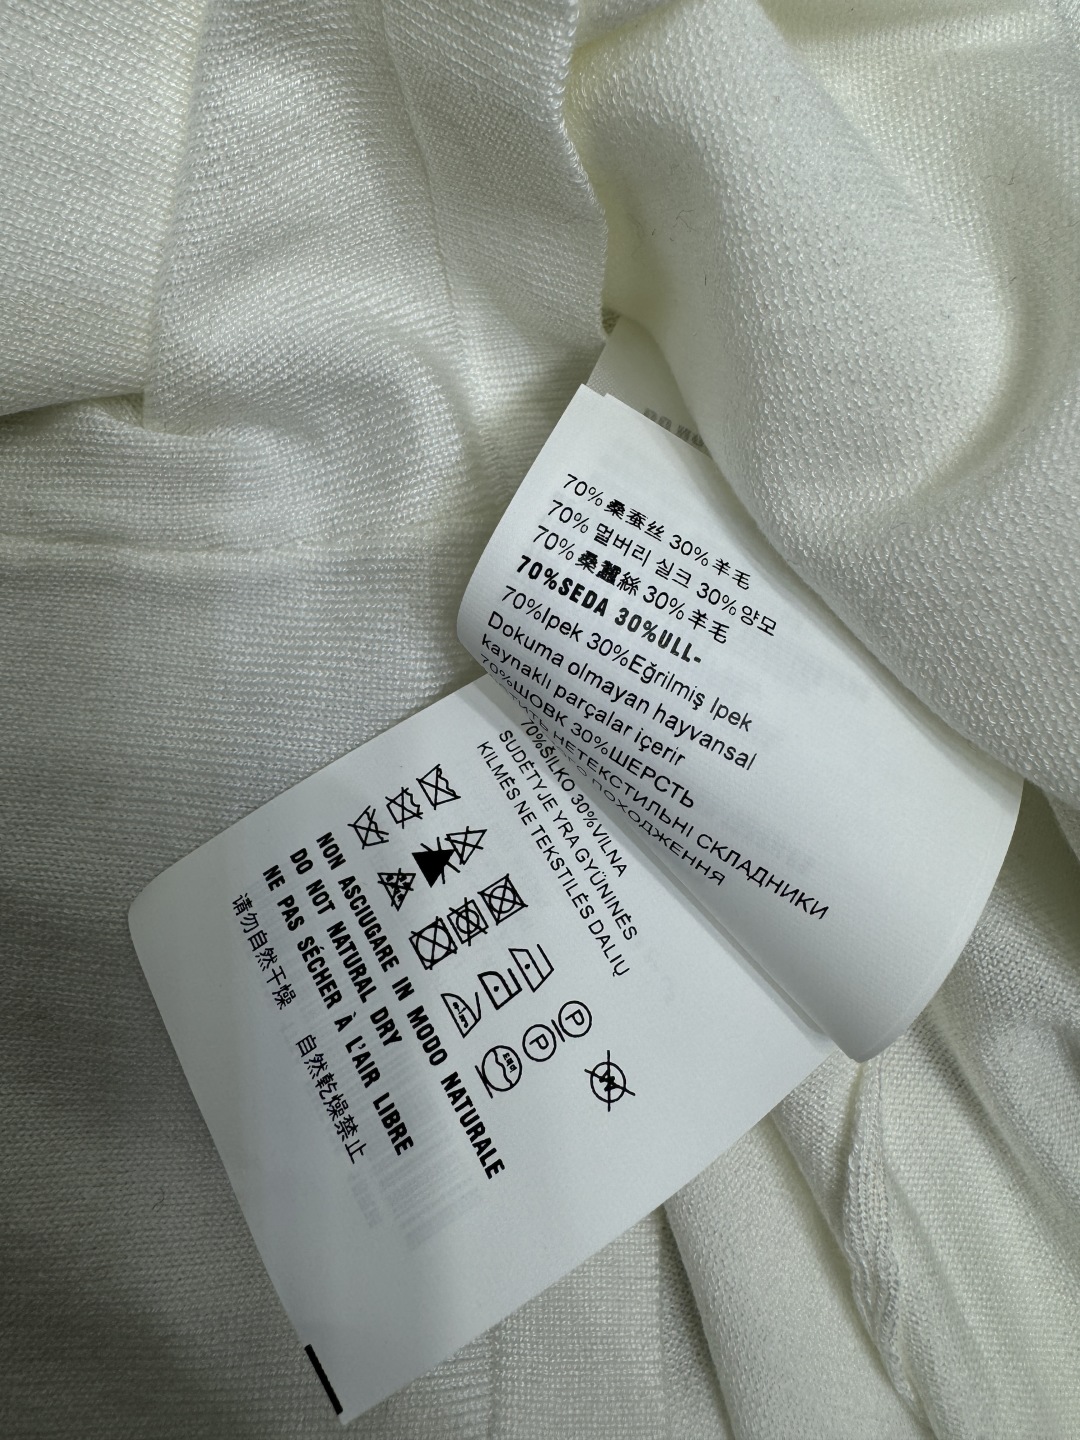 70%桑蚕丝 30%羊毛
70% 멀버리 실크 30%양모
70%桑蠶絲 30%羊毛
70%SEDA 30%ULL-
70%Ipek 30%Eğrilmiş Ipek
Dokuma olmayan hayvansal
kaynaklı parçalar içerir
70%ШОВК 30%ШЕРСТЬ
НЕТЕКСТИЛЬНІ СКЛАДНИКИ
ПОХОДЖЕННЯ
70%ŠILKO 30%VILNA
SUDĖTYJE YRA GYŪNINĖS
KILMĖS NE TEKSTILĖS DALIŲ
P
P
NON ASCIUGARE IN MODO NATURALE
DO NOT NATURAL DRY
NE PAS SÉCHER À L'AIR LIBRE
请勿自然干燥 自然乾燥禁止